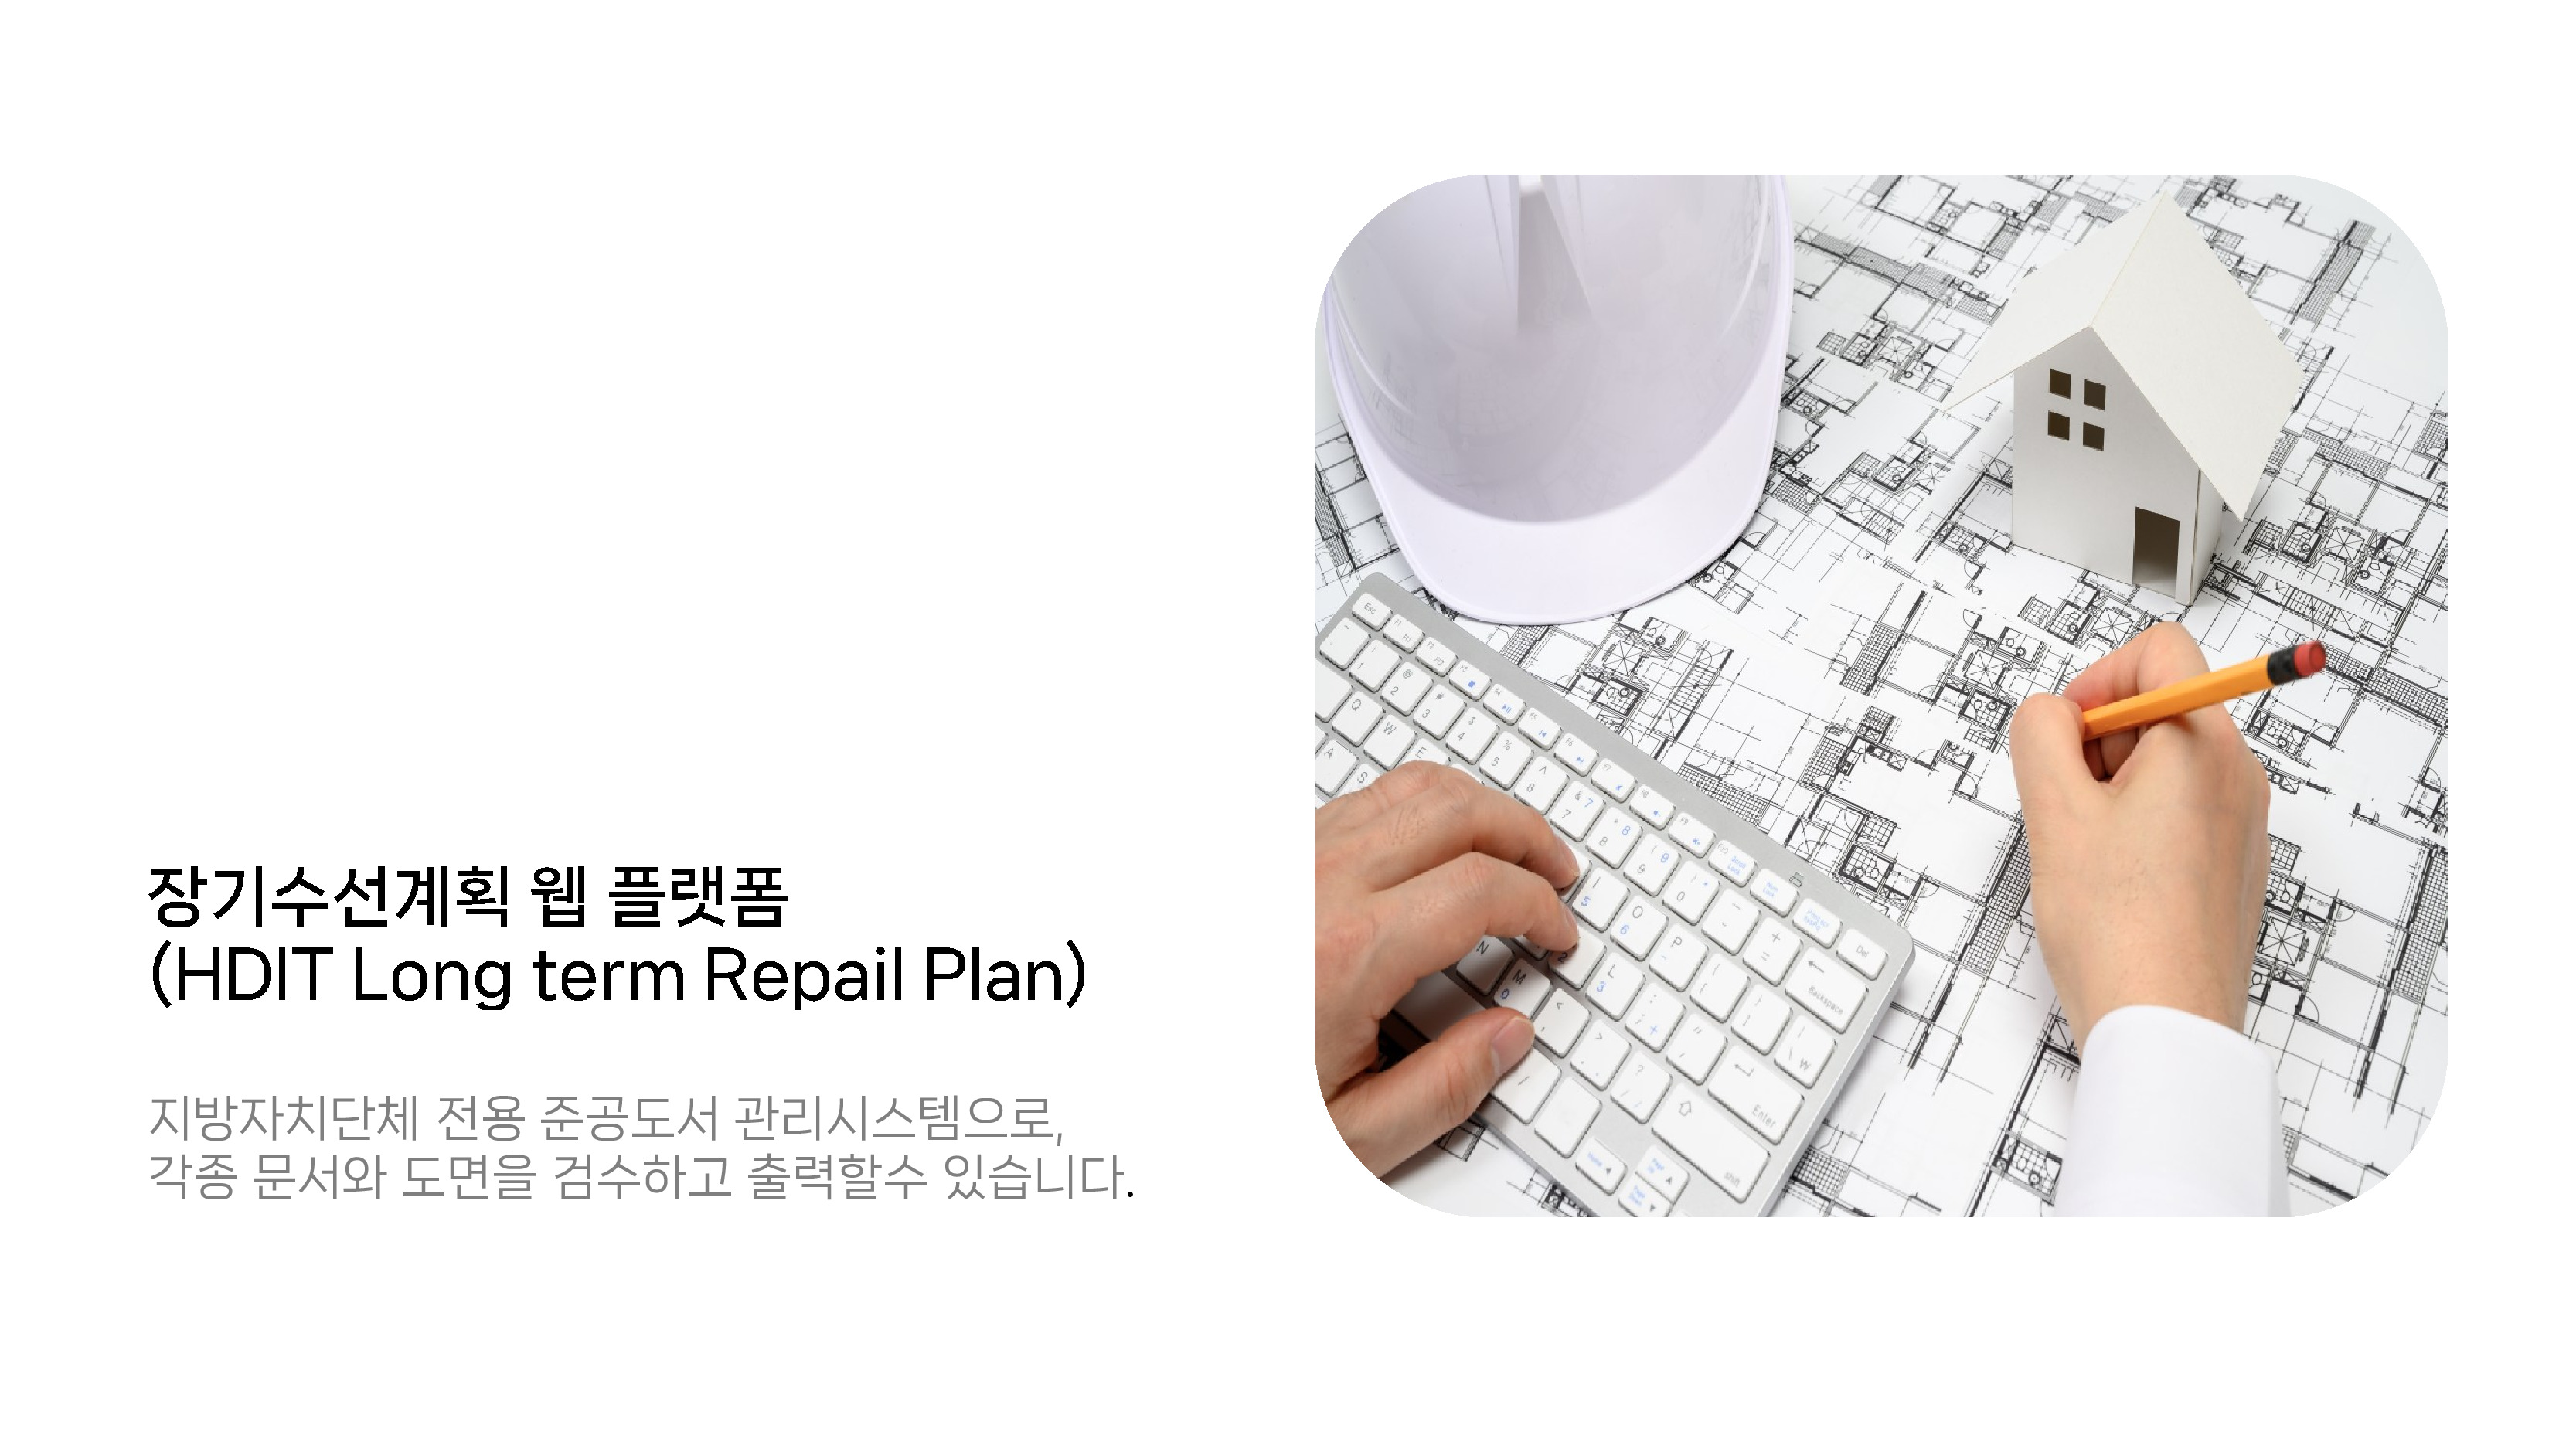 장기수선계획 웹 플랫폼
(HDIT Long term Repail Plan)
지방자치단체 전용 준공도서 관리시스템으로,
각종 문서와 도면을 검수하고 출력할수 있습니다.